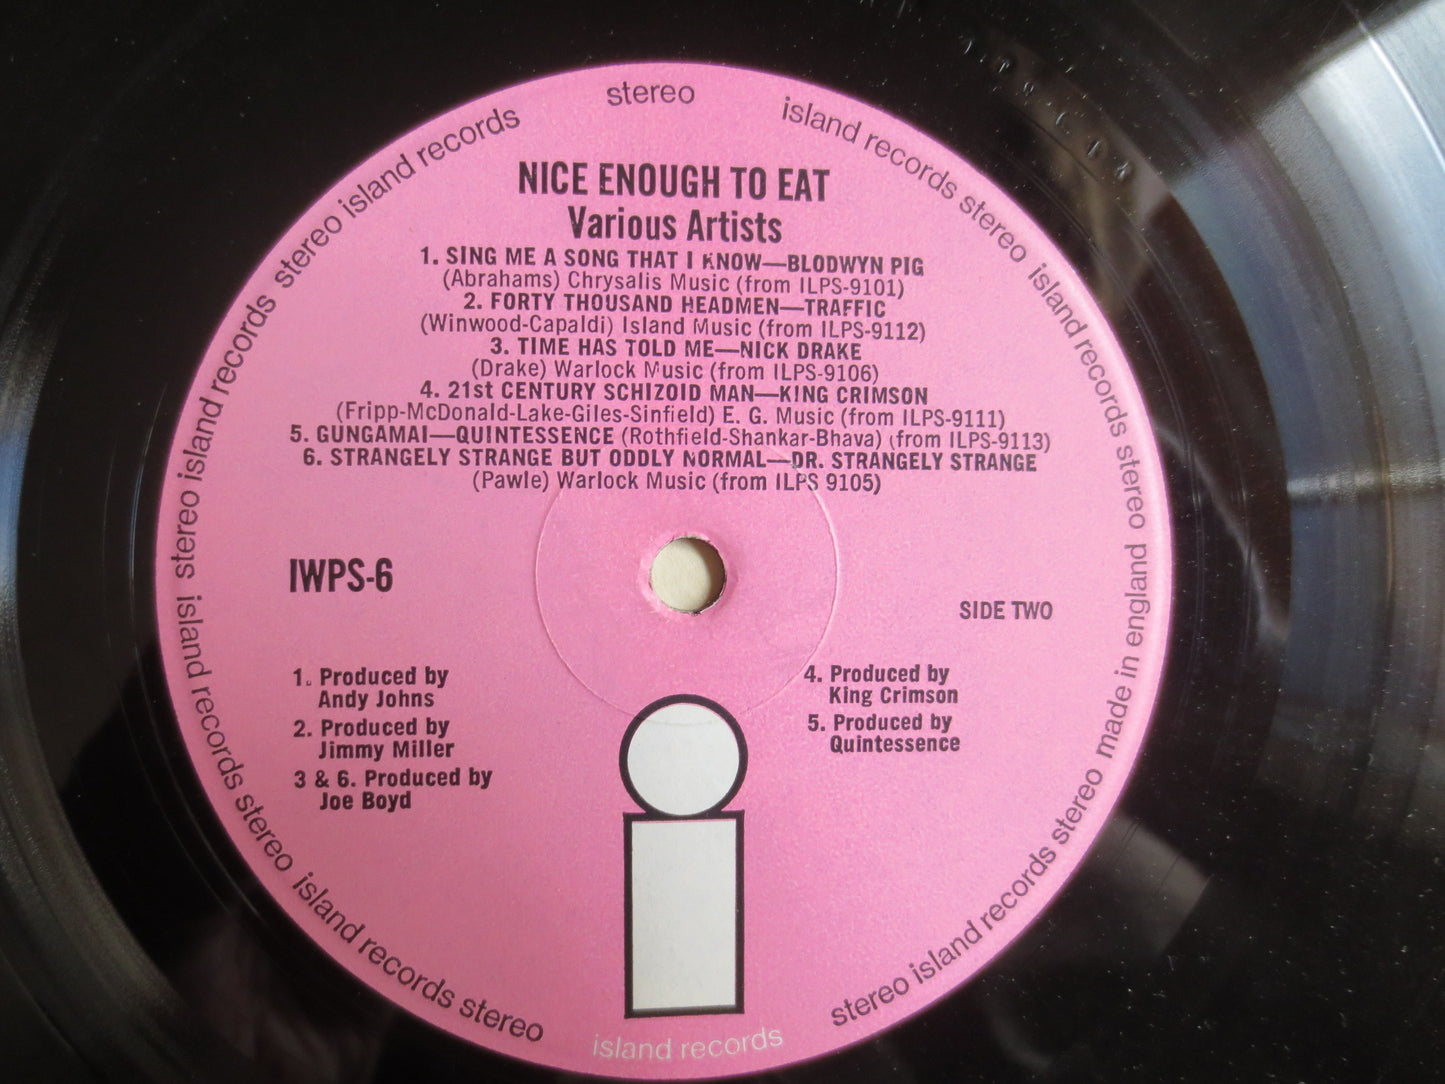 stereo
NICE ENOUGH TO EAT
Various Artists
1. SING ME A SONG THAT I KNOW—BLODWYN PIG
(Abrahams) Chrysalis Music (from ILPS-9101)
2. FORTY THOUSAND HEADMEN—TRAFFIC
(Winwood-Capaldi) Island Music (from ILPS-9112)
3. TIME HAS TOLD ME—NICK DRAKE
(Drake) Warlock Music (from ILPS-9106)
4. 21st CENTURY SCHIZOID MAN—KING CRIMSON
(Fripp-McDonald-Lake-Giles-Sinfield) E. G. Music (from ILPS-9111)
5. GUNGAMAI—QUINTESSENCE (Rothfield-Shankar-Bhava) (from ILPS-9113)
6. STRANGELY STRANGE BUT ODDLY NORMAL—DR. STRANGELY STRANGE
(Pawle) Warlock Music (from ILPS 9105)
IWPS-6
SIDE TWO
1. Produced by
Andy Johns
2. Produced by
Jimmy Miller
3 & 6. Produced by
Joe Boyd
4. Produced by
King Crimson
5. Produced by
Quintessence
island records stereo island records stereo made in england
stereo island records stereo island records
stereo island records stereo island records
island records stereo island records stereo
island records